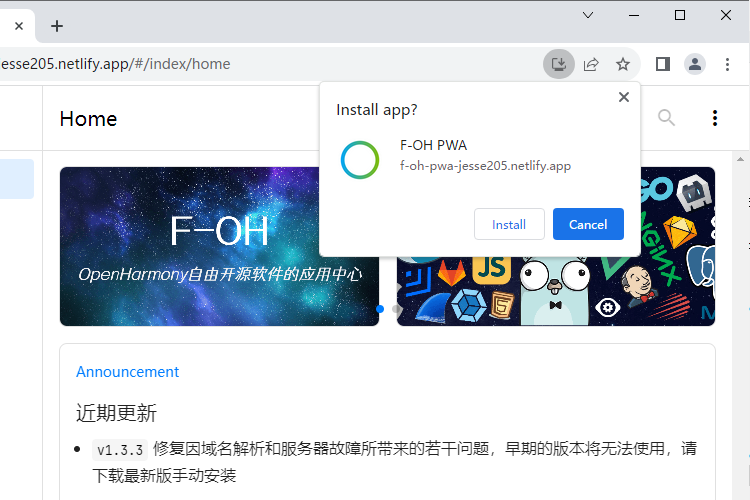 esse205.netlify.app/#/index/home
Home
Install app?
F-OH PWA
f-oh-pwa-jesse205.netlify.app
Install
Cancel
F-OH
OpenHarmony自由开源软件的应用中心
GO
JS
NGINX
Announcement
近期更新
v1.3.3 修复因域名解析和服务器故障所带来的若干问题，早期的版本将无法使用，请
下载最新版手动安装